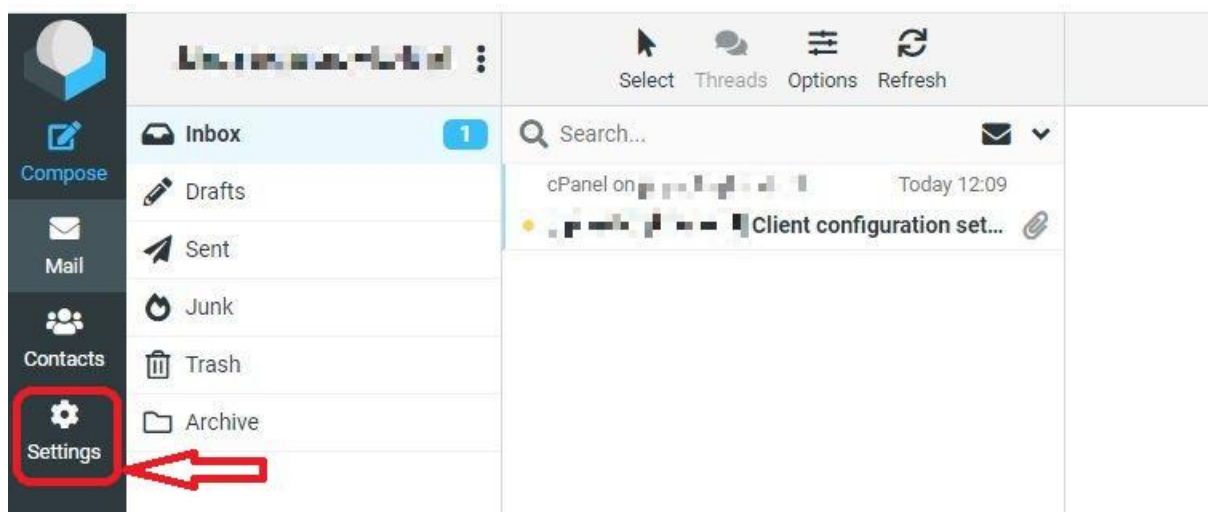 Select Threads Options Refresh
Compose
Mail
Contacts
Settings
Inbox 1
Drafts
Sent
Junk
Trash
Archive
Search...
cPanel on Today 12:09
Client configuration set...